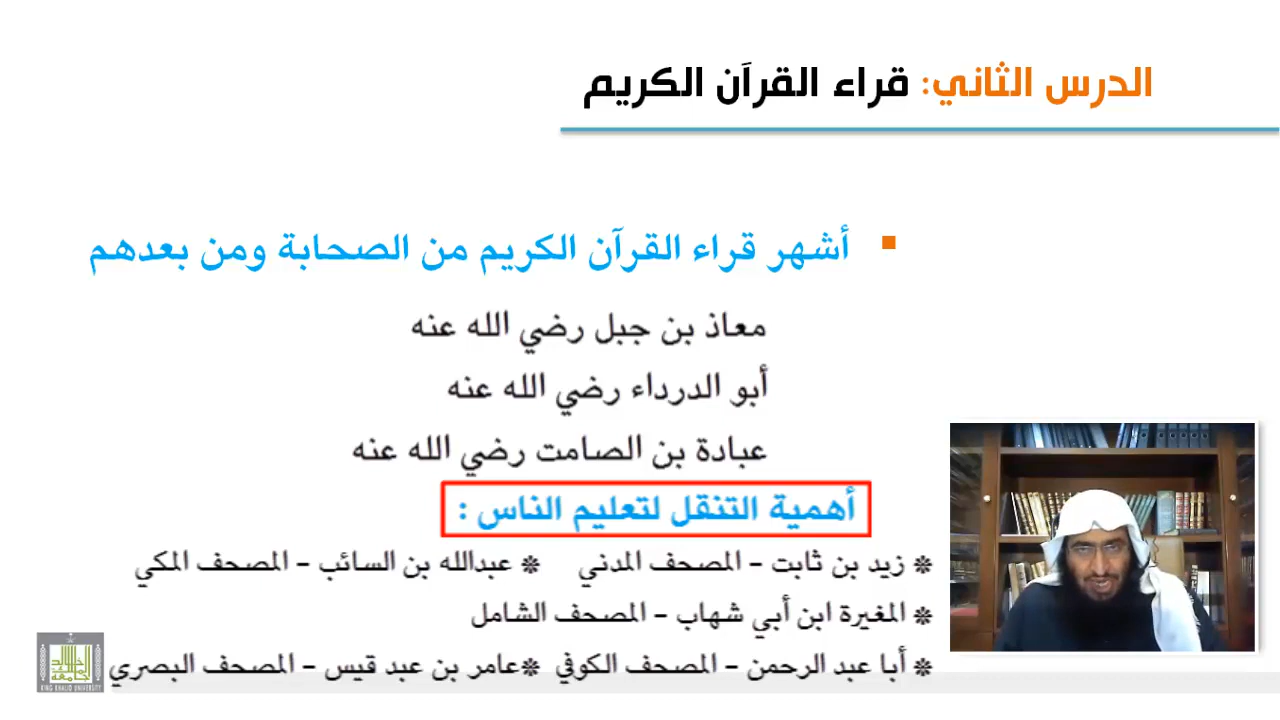 الدرس الثاني: قراء القرآن الكريم
أشهر قراء القرآن الكريم من الصحابة ومن بعدهم
معاذ بن جبل رضي الله عنه
أبو الدرداء رضي الله عنه
عبادة بن الصامت رضي الله عنه
أهمية التنقل لتعليم الناس :
❊ زيد بن ثابت – المصحف المدني ❊ عبدالله بن السائب – المصحف المكي
❊ المغيرة ابن أبي شهاب – المصحف الشامل
❊ أبا عبد الرحمن – المصحف الكوفي ❊عامر بن عبد قيس – المصحف البصري
KING KHALID UNIVERSITY